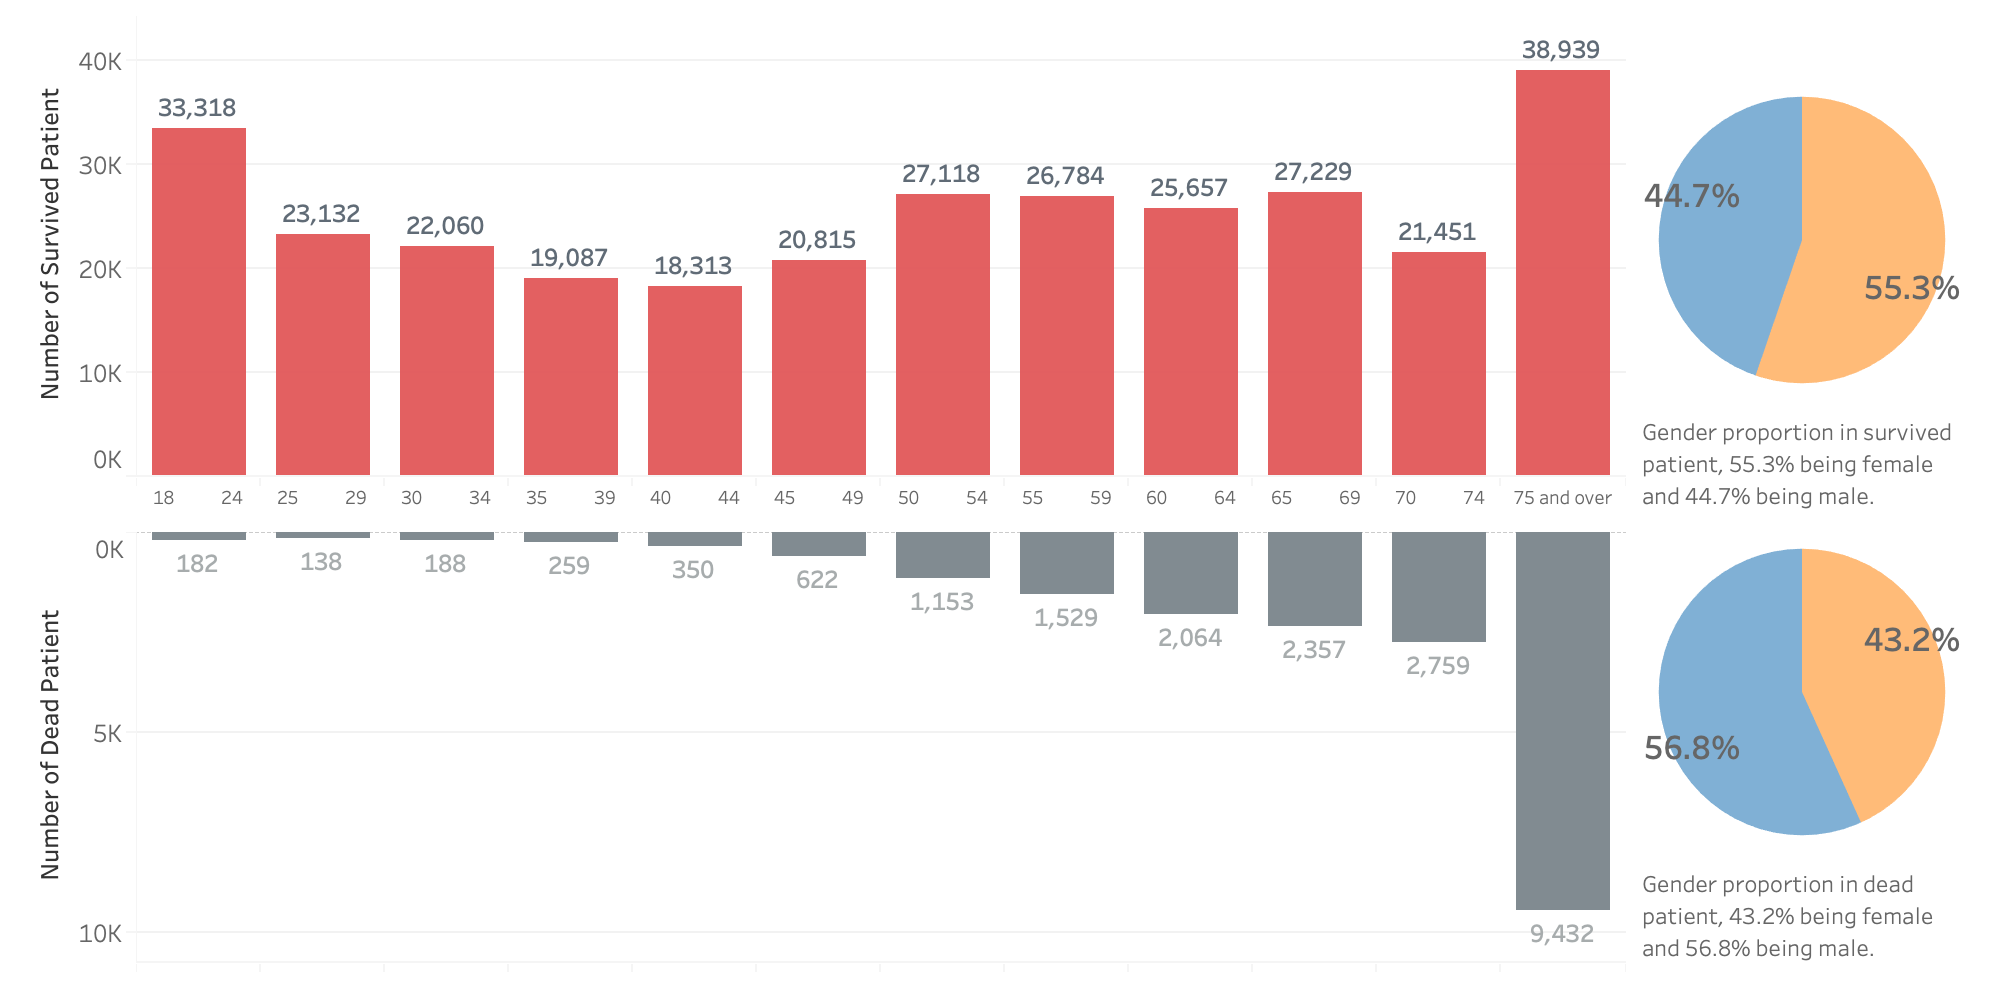 Number of Survived Patient
40K
30K
20K
10K
0K
33,318
23,132
22,060
19,087
18,313
20,815
27,118
26,784
25,657
27,229
21,451
38,939
18 24 25 29 30 34 35 39 40 44 45 49 50 54 55 59 60 64 65 69 70 74 75 and over
44.7%
55.3%
Gender proportion in survived
patient, 55.3% being female
and 44.7% being male.
Number of Dead Patient
0K
5K
10K
182
138
188
259
350
622
1,153
1,529
2,064
2,357
2,759
9,432
43.2%
56.8%
Gender proportion in dead
patient, 43.2% being female
and 56.8% being male.